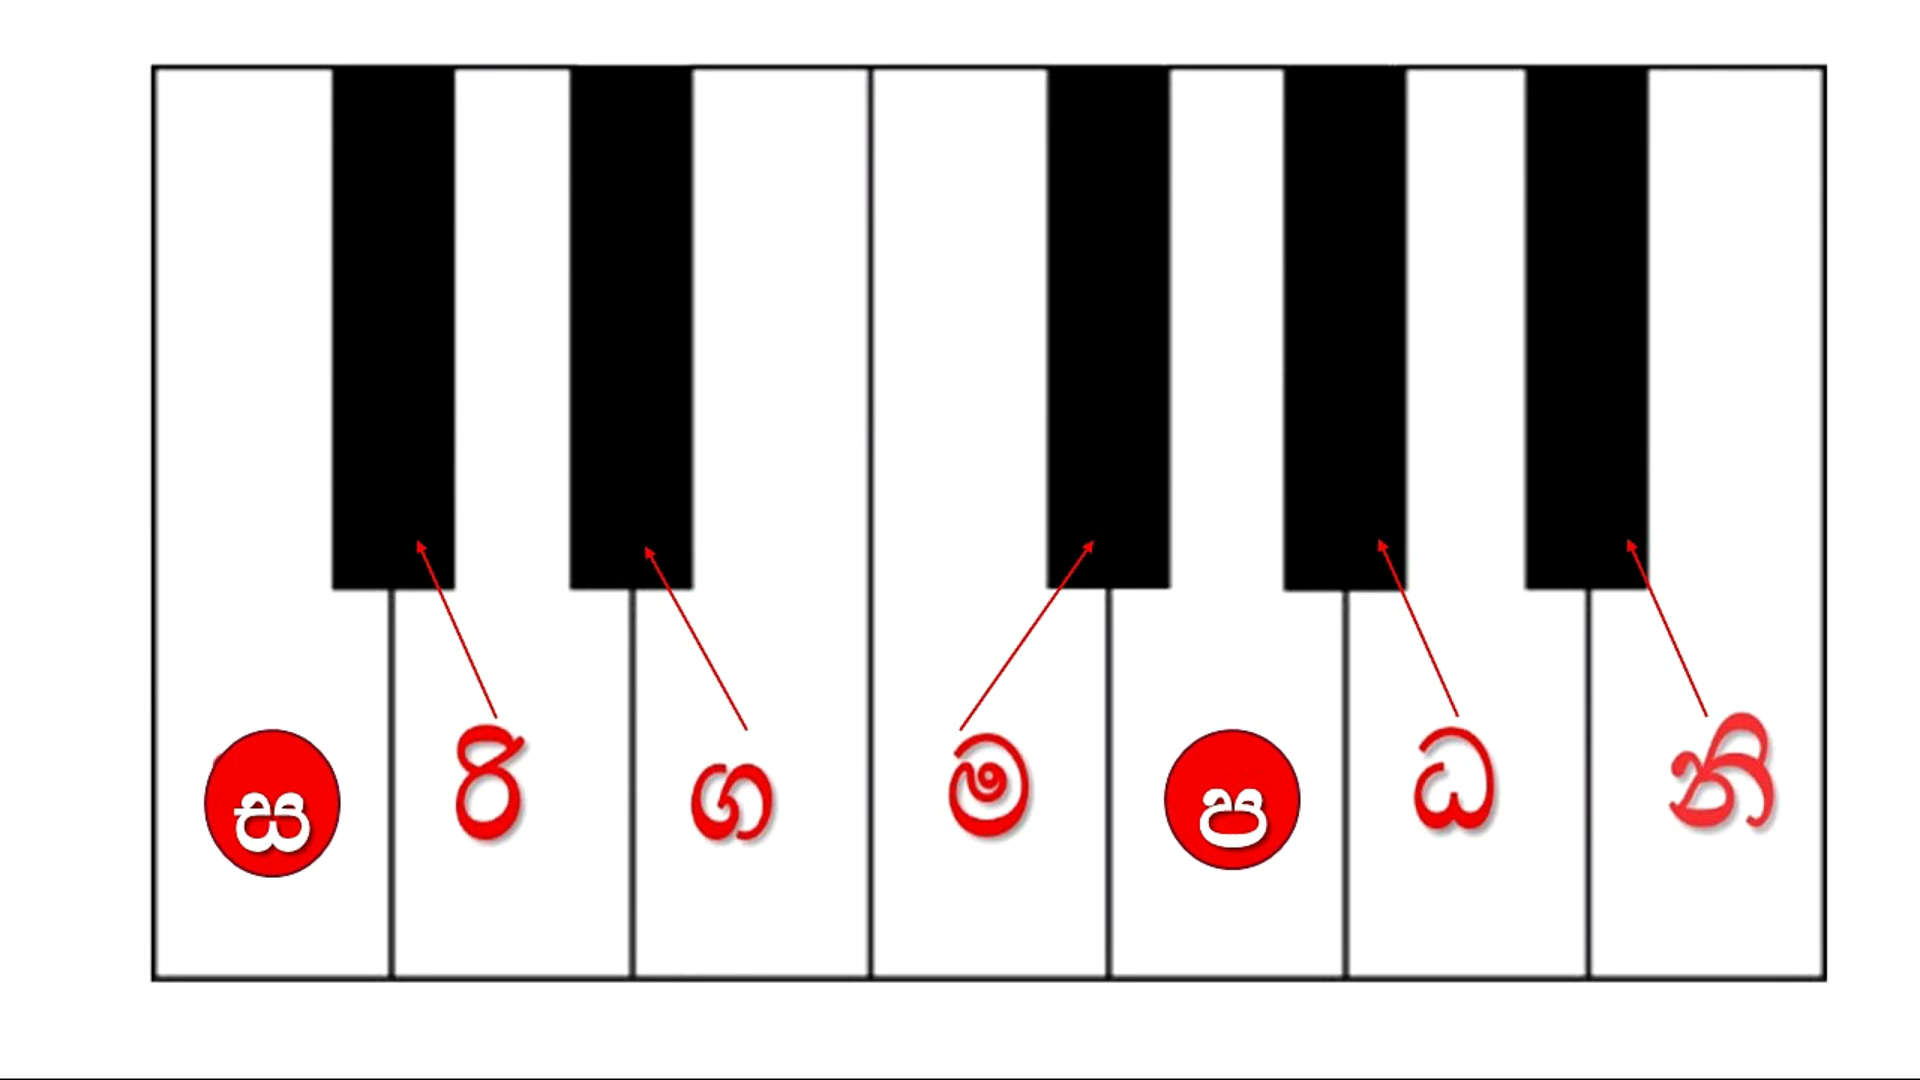 ස රි ග ම ප ධ නි